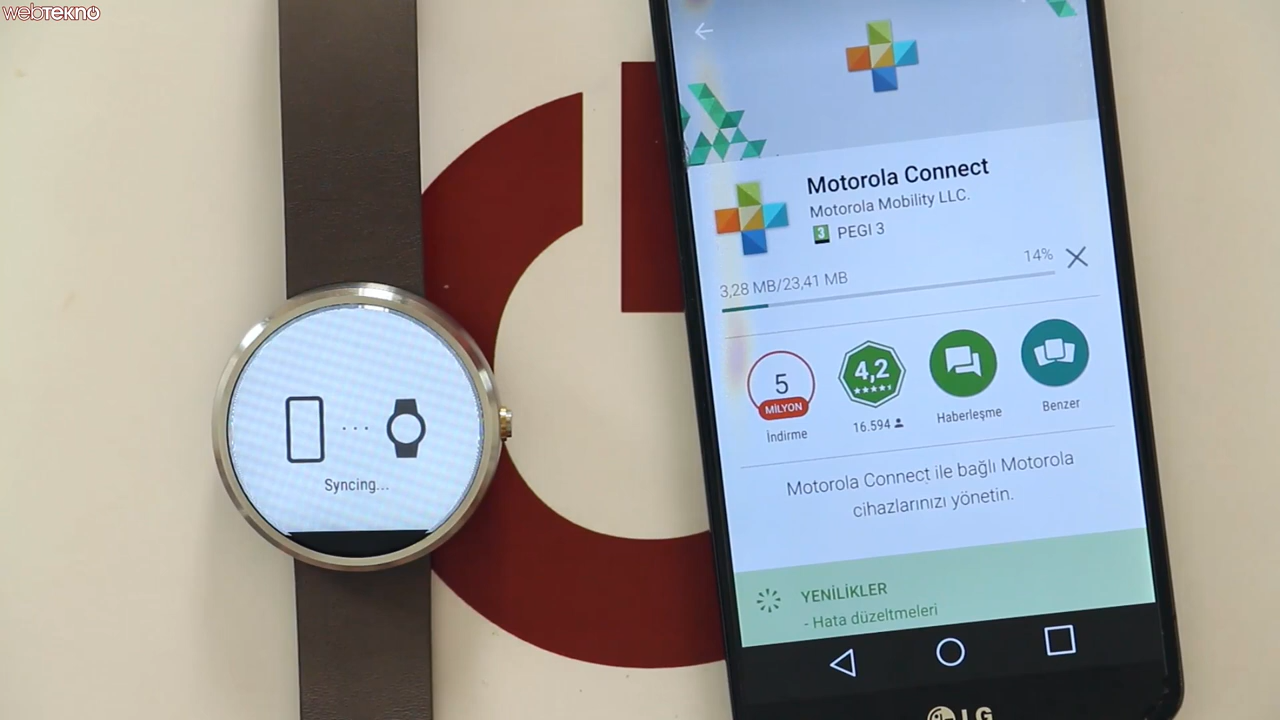 webtekno
Syncing...
Motorola Connect
Motorola Mobility LLC.
3 PEGI 3
14%
3,28 MB/23,41 MB
5
MİLYON
İndirme
4,2
16.594
Haberleşme
Benzer
Motorola Connect ile bağlı Motorola
cihazlarınızı yönetin.
YENİLİKLER
- Hata düzeltmeleri
LG